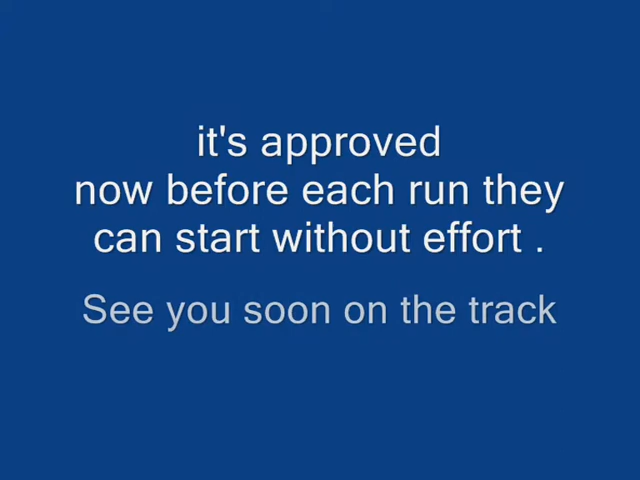 it's approved
now before each run they
can start without effort .
See you soon on the track